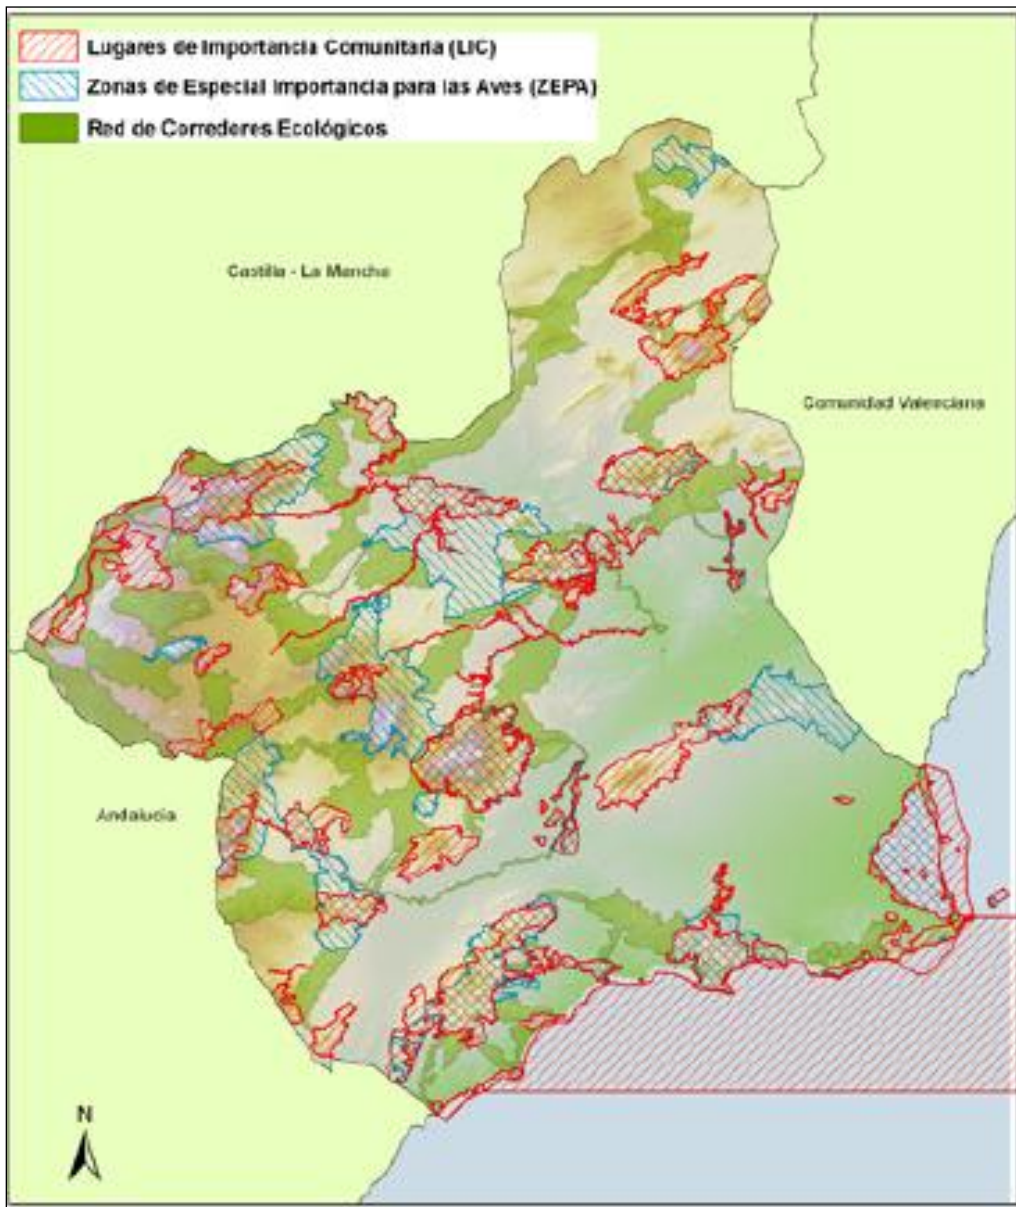 Lugares de Importancia Comunitaria (LIC)
Zonas de Especial Importancia para las Aves (ZEPA)
Red de Correderes Ecológicos
Castilla - La Mancha
Comunidad Valenciana
Andalucía
N